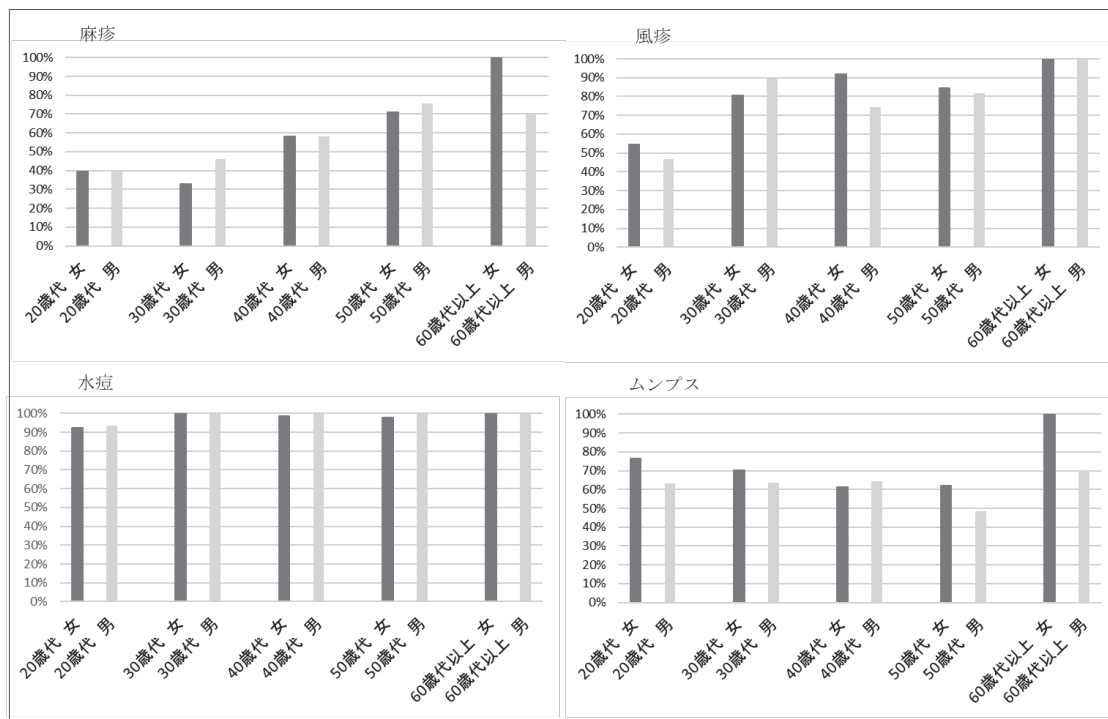 麻疹
100%
90%
80%
70%
60%
50%
40%
30%
20%
10%
0%
20歳代 女
20歳代 男
30歳代 女
30歳代 男
40歳代 女
40歳代 男
50歳代 女
50歳代 男
60歳代以上 女
60歳代以上 男
風疹
100%
90%
80%
70%
60%
50%
40%
30%
20%
10%
0%
20歳代 女
20歳代 男
30歳代 女
30歳代 男
40歳代 女
40歳代 男
50歳代 女
50歳代 男
60歳代以上 女
60歳代以上 男
水痘
100%
90%
80%
70%
60%
50%
40%
30%
20%
10%
0%
20歳代 女
20歳代 男
30歳代 女
30歳代 男
40歳代 女
40歳代 男
50歳代 女
50歳代 男
60歳代以上 女
60歳代以上 男
ムンプス
100%
90%
80%
70%
60%
50%
40%
30%
20%
10%
0%
20歳代 女
20歳代 男
30歳代 女
30歳代 男
40歳代 女
40歳代 男
50歳代 女
50歳代 男
60歳代以上 女
60歳代以上 男